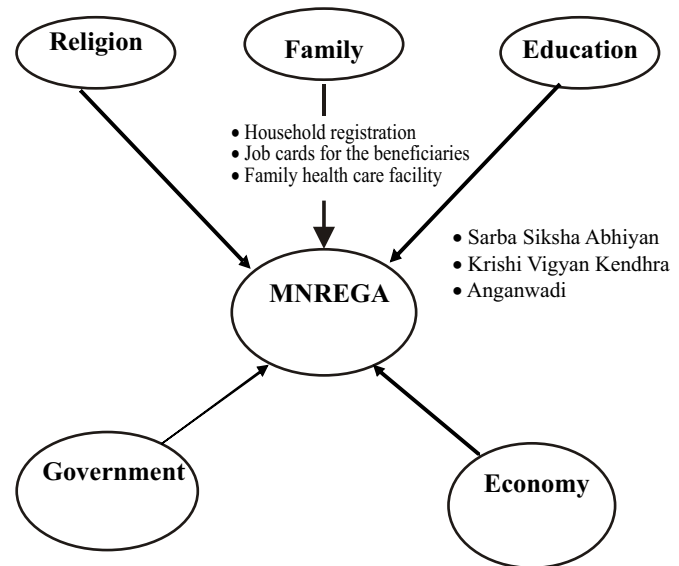 Religion
Family
Education
• Household registration
• Job cards for the beneficiaries
• Family health care facility
• Sarba Siksha Abhiyan
• Krishi Vigyan Kendhra
• Anganwadi
MNREGA
Government
Economy